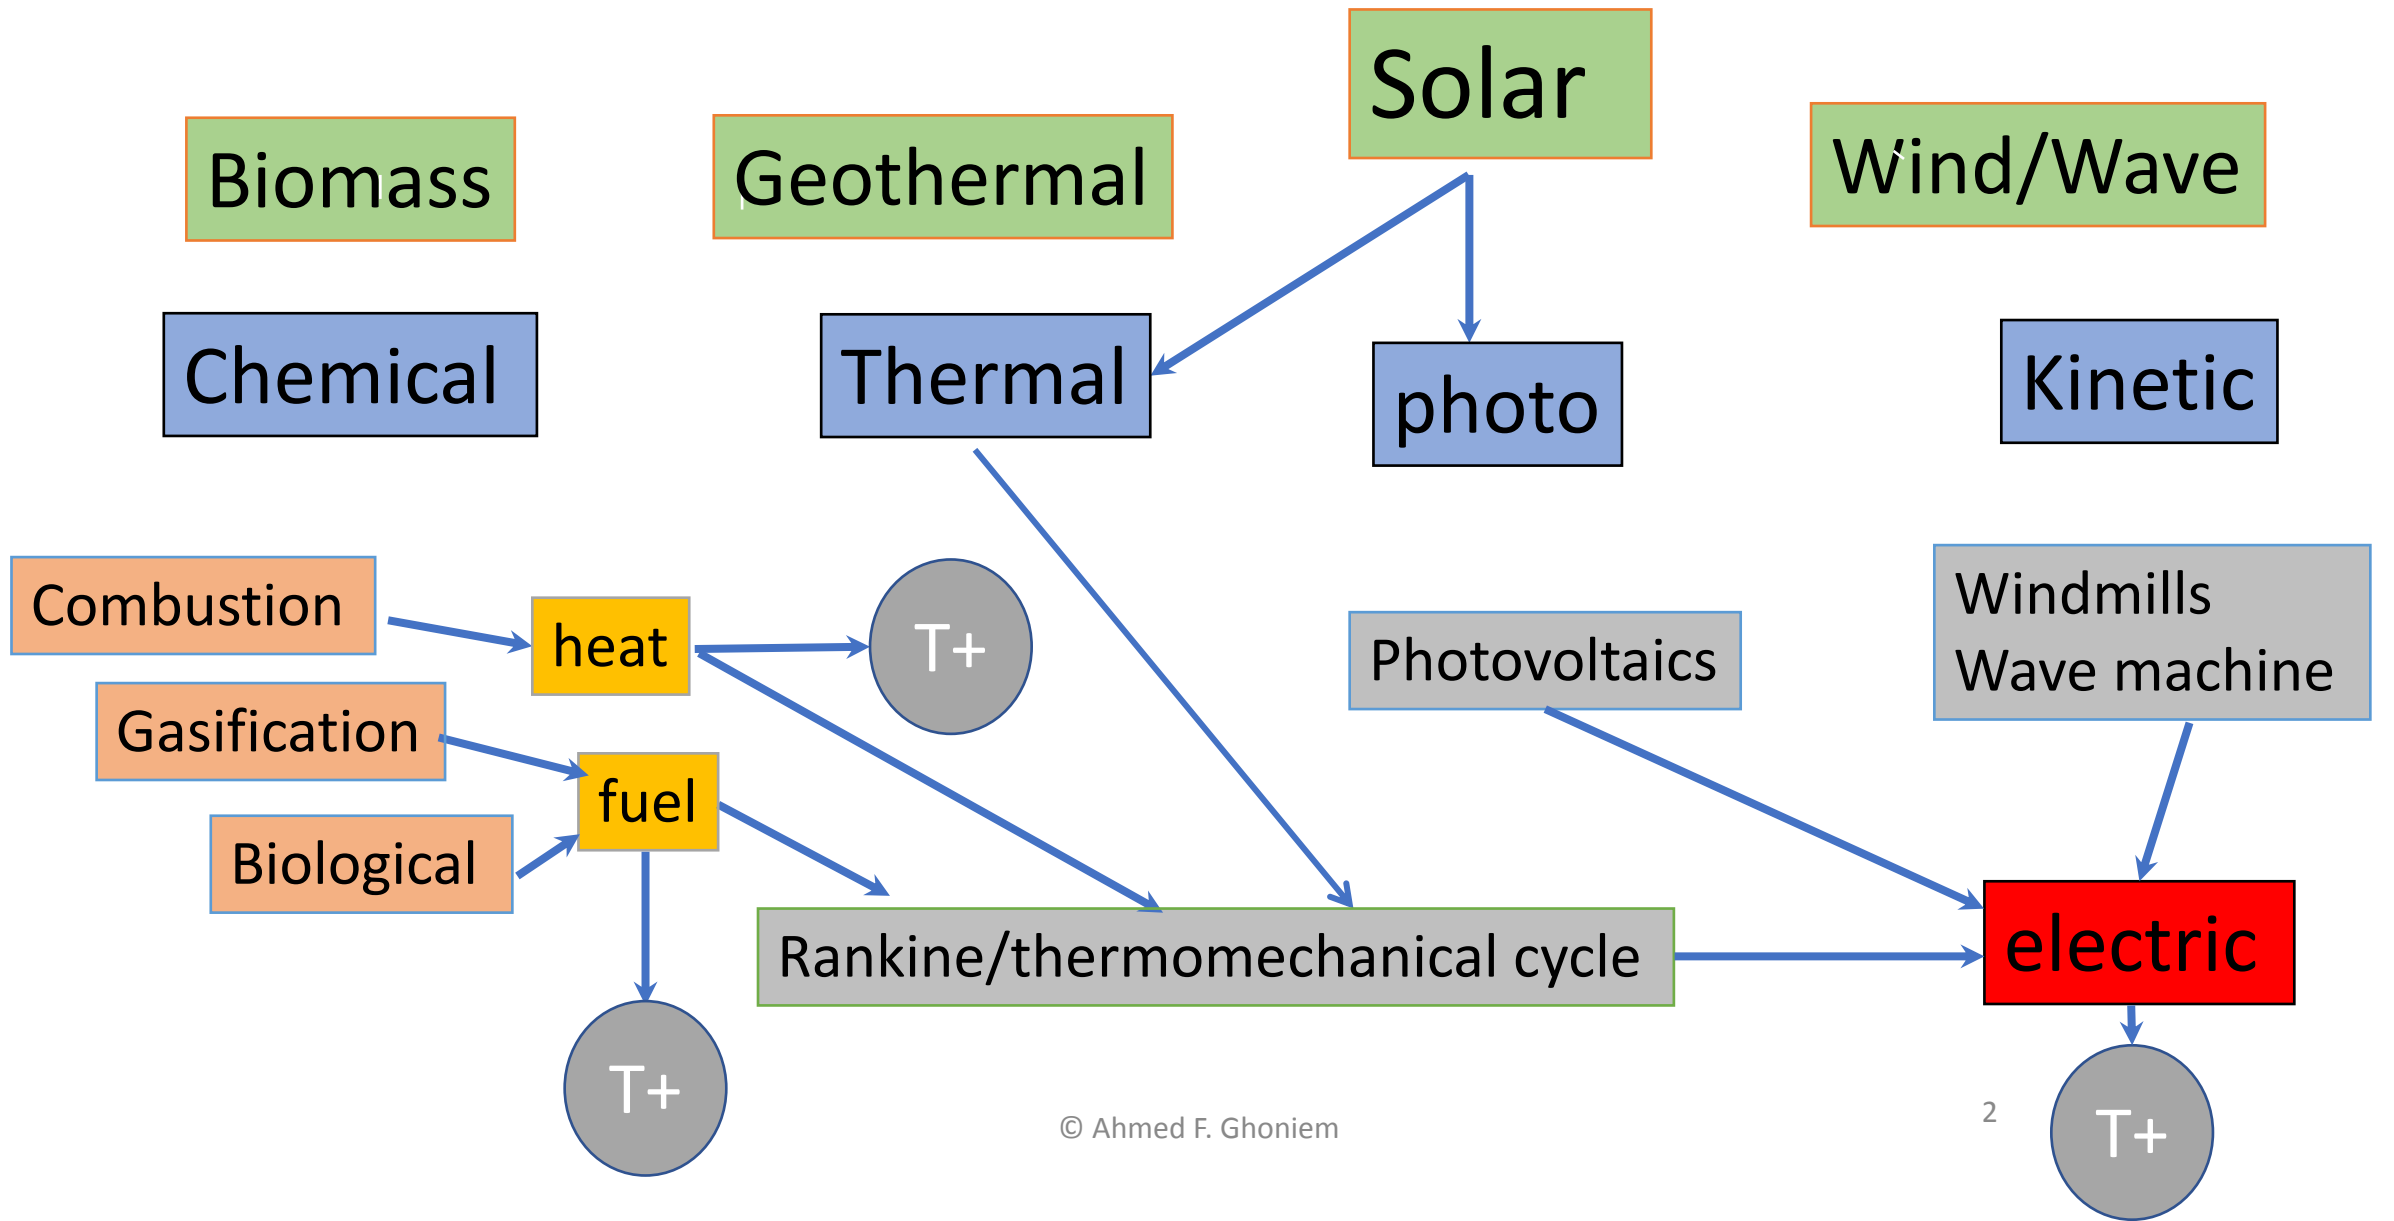 Solar
Biomass
Geothermal
Wind/Wave
Chemical
Thermal
photo
Kinetic
Combustion
heat
T+
Photovoltaics
Windmills
Wave machine
Gasification
fuel
Biological
Rankine/thermomechanical cycle
electric
T+
© Ahmed F. Ghoniem
2
T+